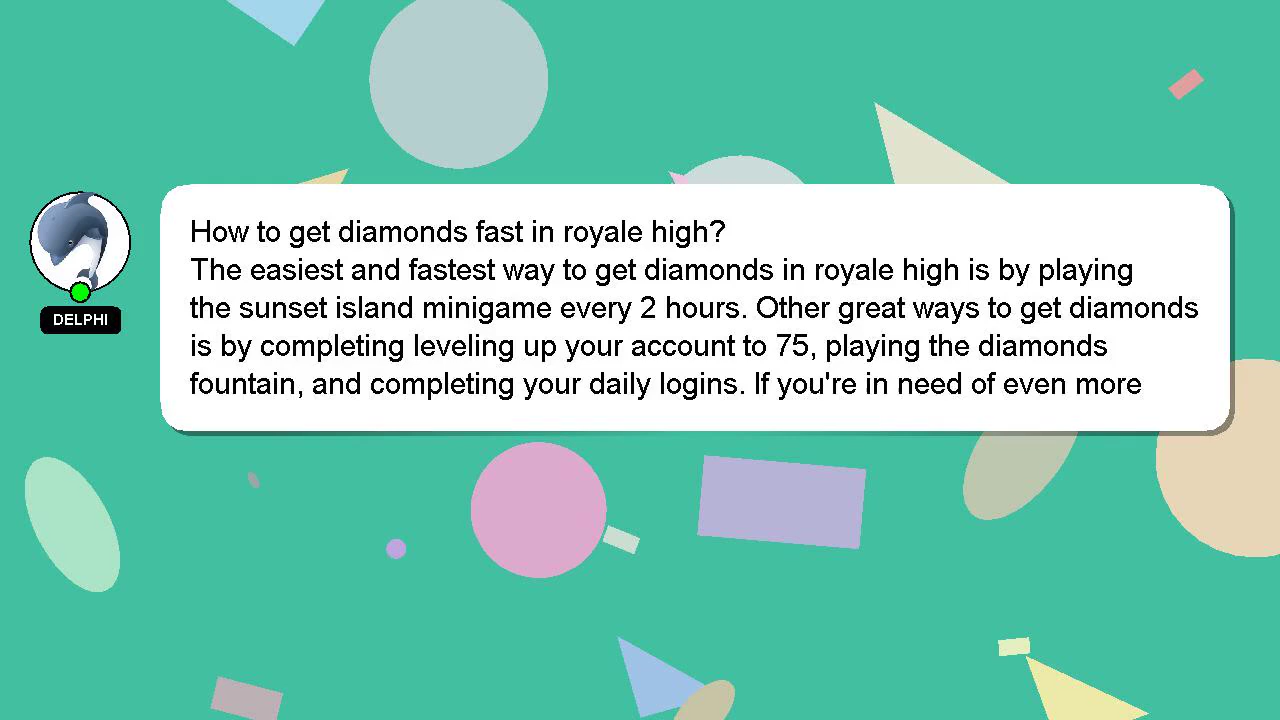 How to get diamonds fast in royale high?
The easiest and fastest way to get diamonds in royale high is by playing
the sunset island minigame every 2 hours. Other great ways to get diamonds
is by completing leveling up your account to 75, playing the diamonds
fountain, and completing your daily logins. If you're in need of even more
DELPHI